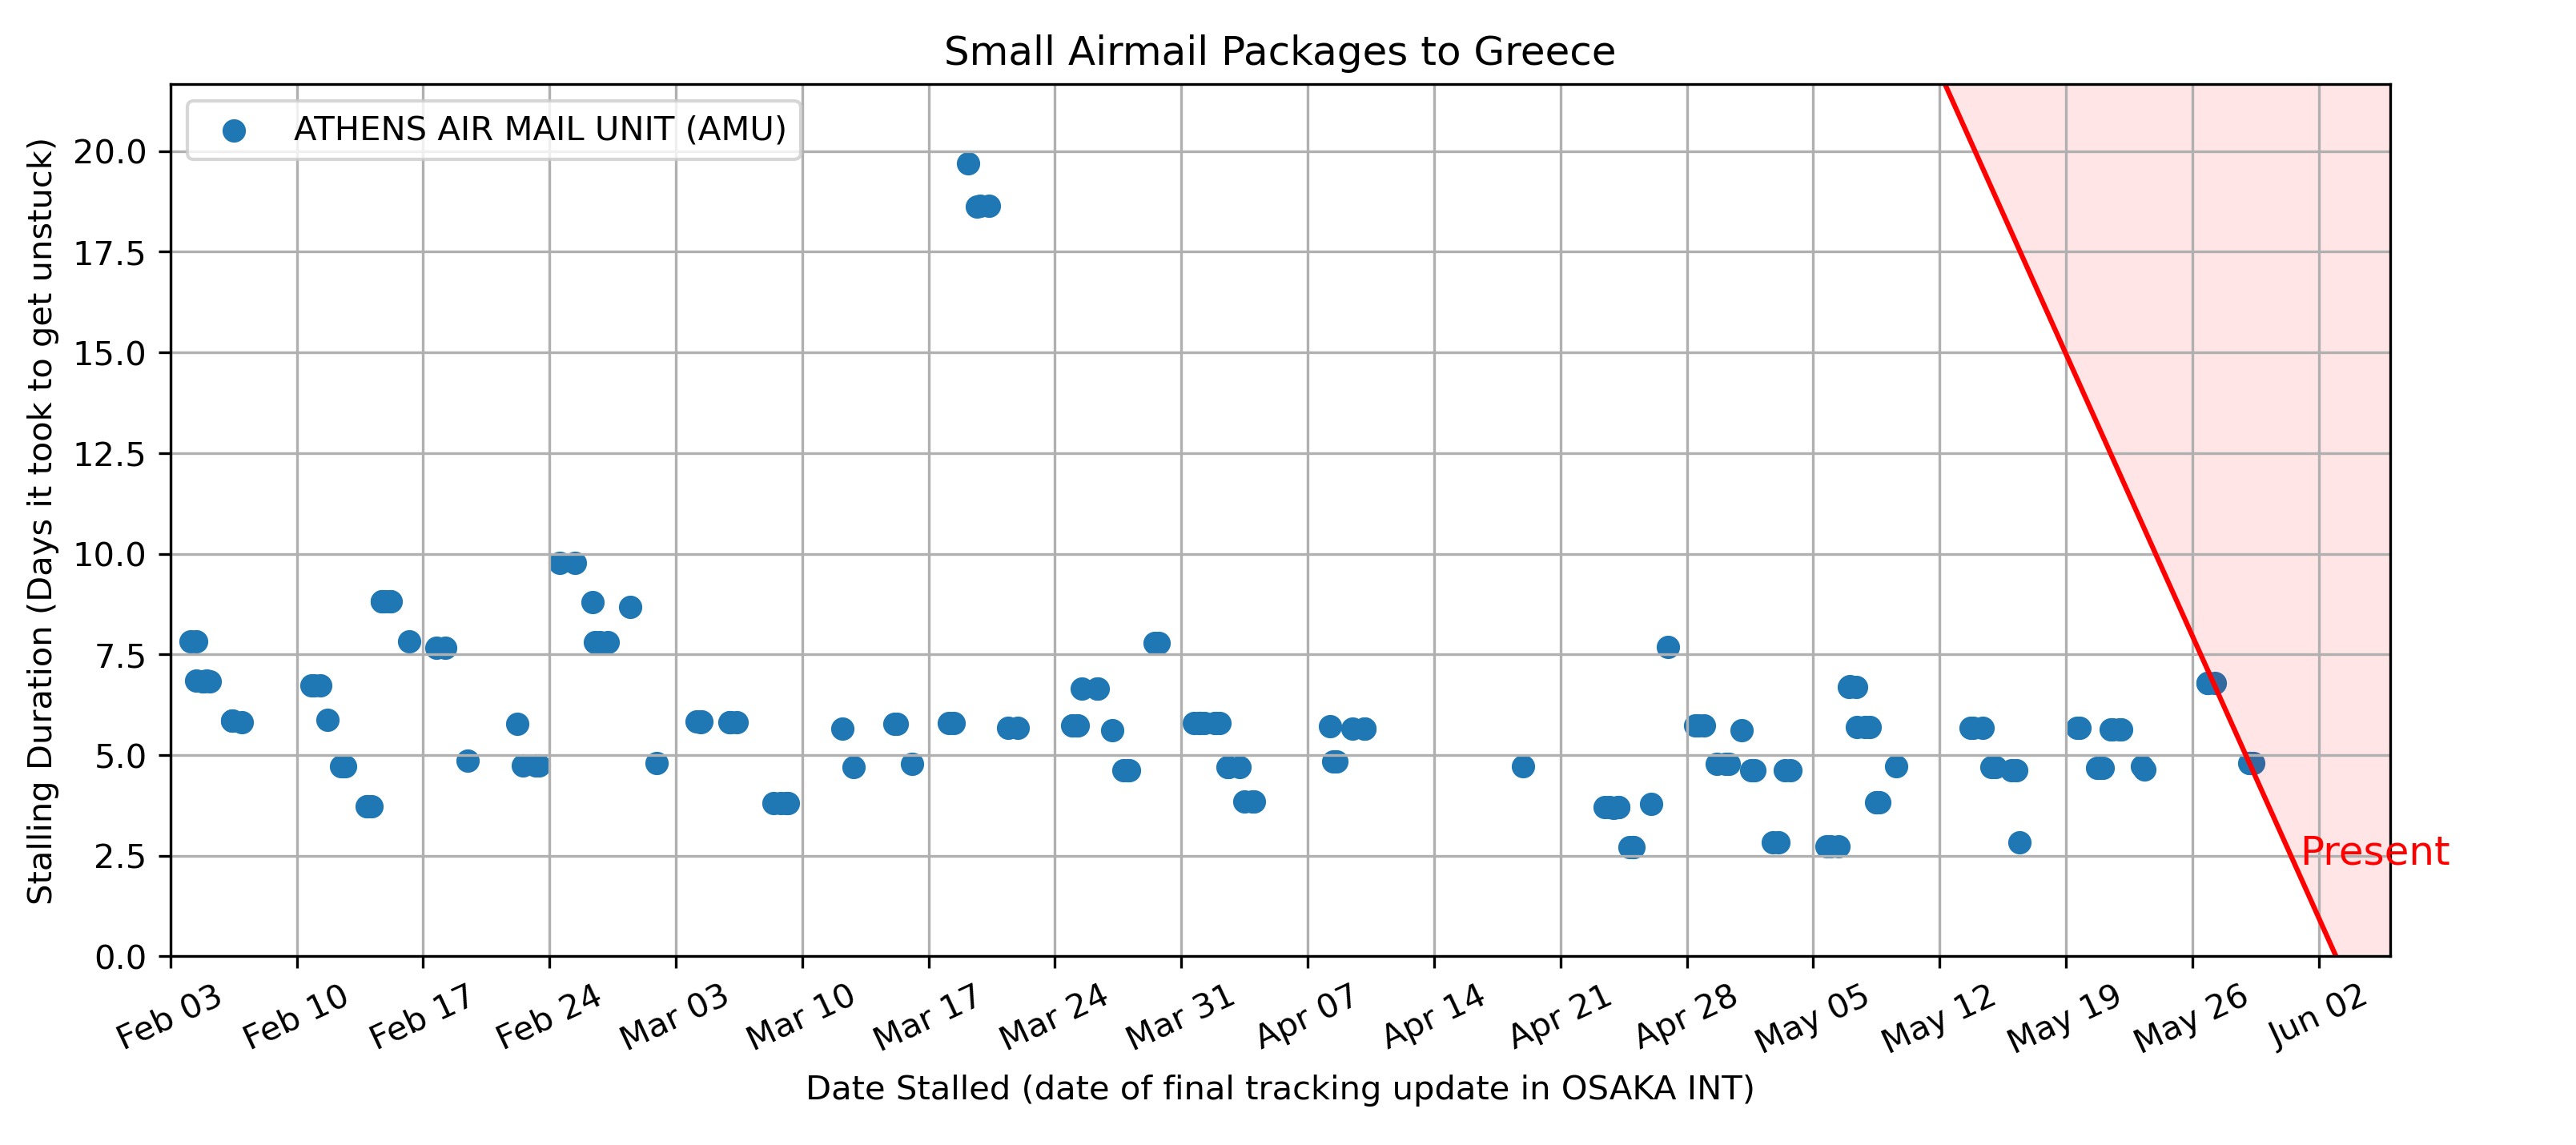 Small Airmail Packages to Greece
ATHENS AIR MAIL UNIT (AMU)
Stalling Duration (Days it took to get unstuck)
20.0
17.5
15.0
12.5
10.0
7.5
5.0
2.5
0.0
Present
Feb 03 Feb 10 Feb 17 Feb 24 Mar 03 Mar 10 Mar 17 Mar 24 Mar 31 Apr 07 Apr 14 Apr 21 Apr 28 May 05 May 12 May 19 May 26 Jun 02
Date Stalled (date of final tracking update in OSAKA INT)